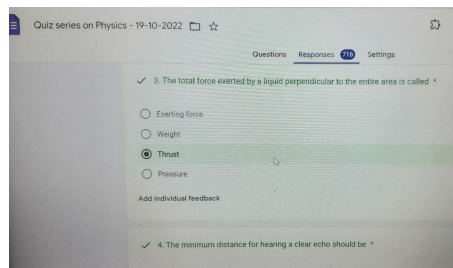 Quiz series on Physics - 19-10-2022
Questions Responses 716 Settings
3. The total force exerted by a liquid perpendicular to the entire area is called *
Exerting force
Weight
Thrust
Pressure
Add individual feedback
4. The minimum distance for hearing a clear echo should be *